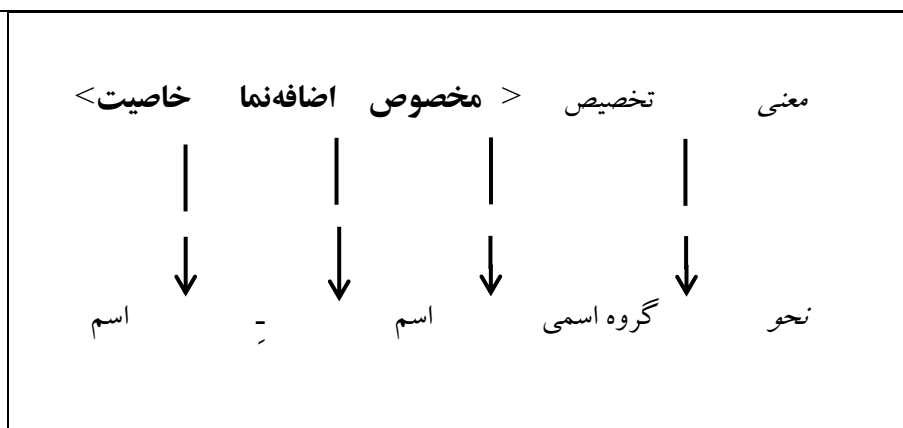 معنی تخصیص < مخصوص اضافه‌نما خاصیت>
نحو گروه اسمی اسم ـِ اسم